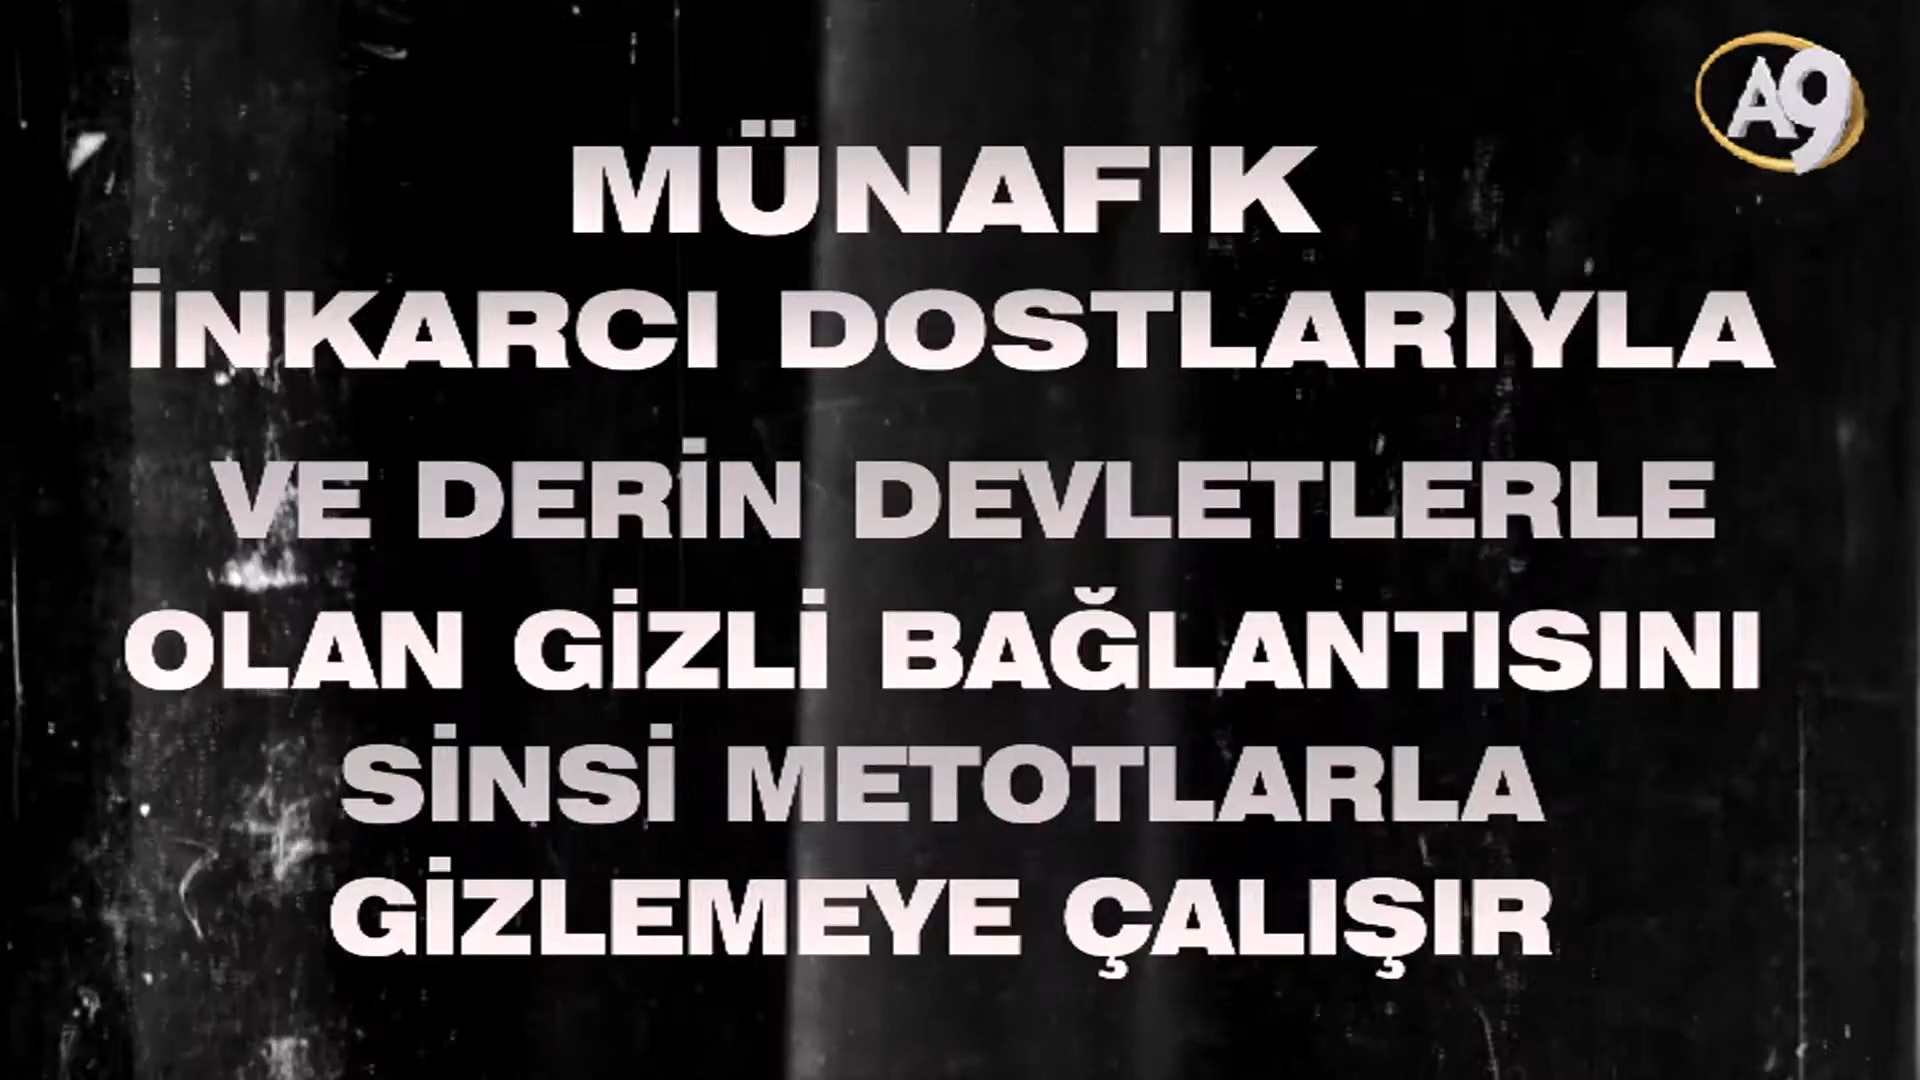 A9
MÜNAFIK
İNKARCI DOSTLARIYLA
VE DERİN DEVLETLERLE
OLAN GİZLİ BAĞLANTISINI
SİNSİ METOTLARLA
GİZLEMEYE ÇALIŞIR